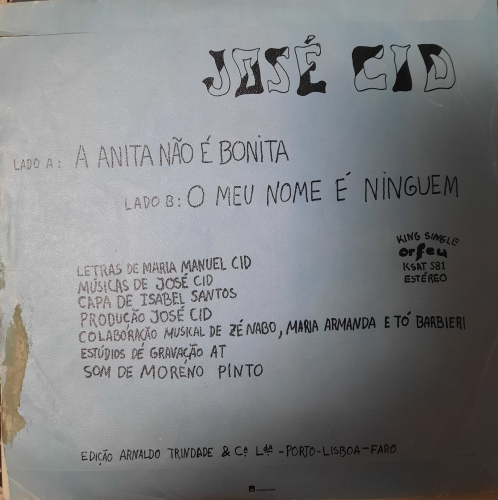 JOSÉ CID
LADO A: A ANITA NÃO É BONITA
LADO B: O MEU NOME É NINGUEM
KING SINGLE
orfeu
KSAT 581
ESTÉREO
LETRAS DE MARIA MANUEL CID
MÚSICAS DE JOSÉ CID
CAPA DE ISABEL SANTOS
PRODUÇÃO JOSÉ CID
COLABORAÇÃO MUSICAL DE ZÉ NABO, MARIA ARMANDA E TÓ BARBIERI
ESTÚDIOS DE GRAVAÇÃO AT
SOM DE MORENO PINTO
EDIÇÃO ARNALDO TRINDADE & Cª Lda - PORTO - LISBOA - FARO